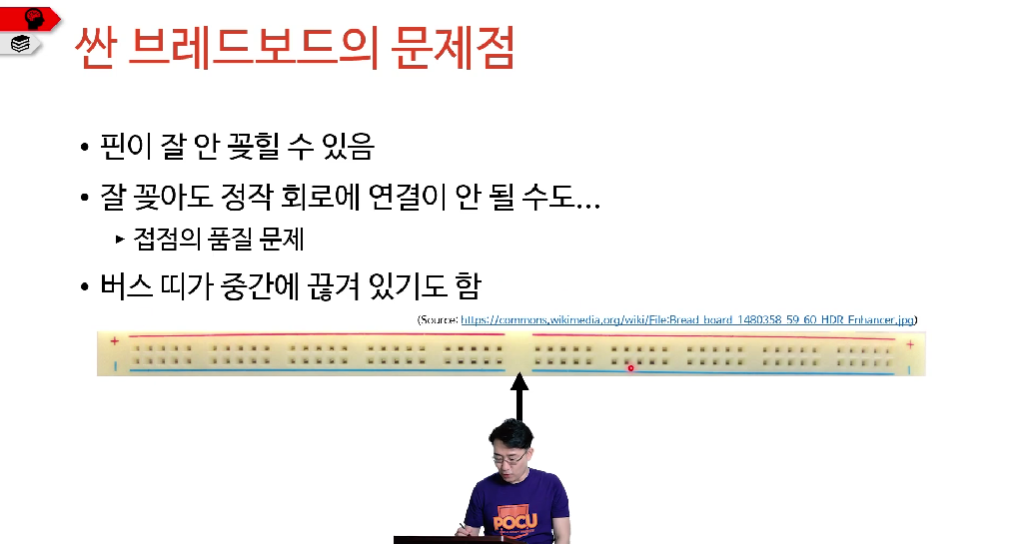 싼 브레드보드의 문제점
• 핀이 잘 안 꽂힐 수 있음
• 잘 꽂아도 정작 회로에 연결이 안 될 수도...
▸ 접점의 품질 문제
• 버스 띠가 중간에 끊겨 있기도 함
(Source: https://commons.wikimedia.org/wiki/File:Bread_board_1480358_59_60_HDR_Enhancer.jpg)
+ +
POCU